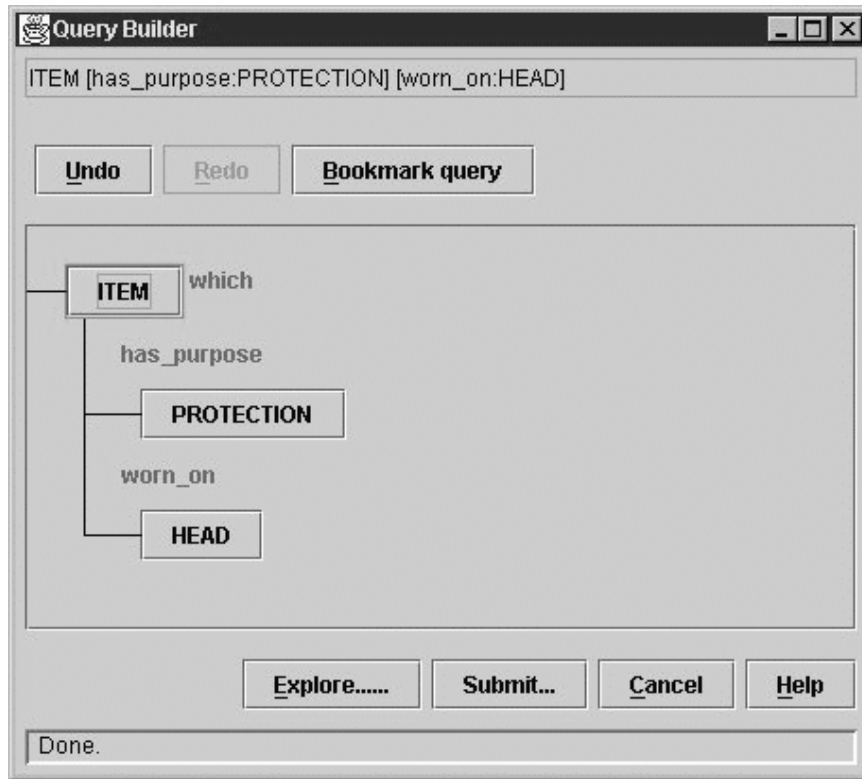 Query Builder
ITEM [has_purpose:PROTECTION] [worn_on:HEAD]
Undo Redo Bookmark query
ITEM which
has_purpose
PROTECTION
worn_on
HEAD
Explore...... Submit... Cancel Help
Done.